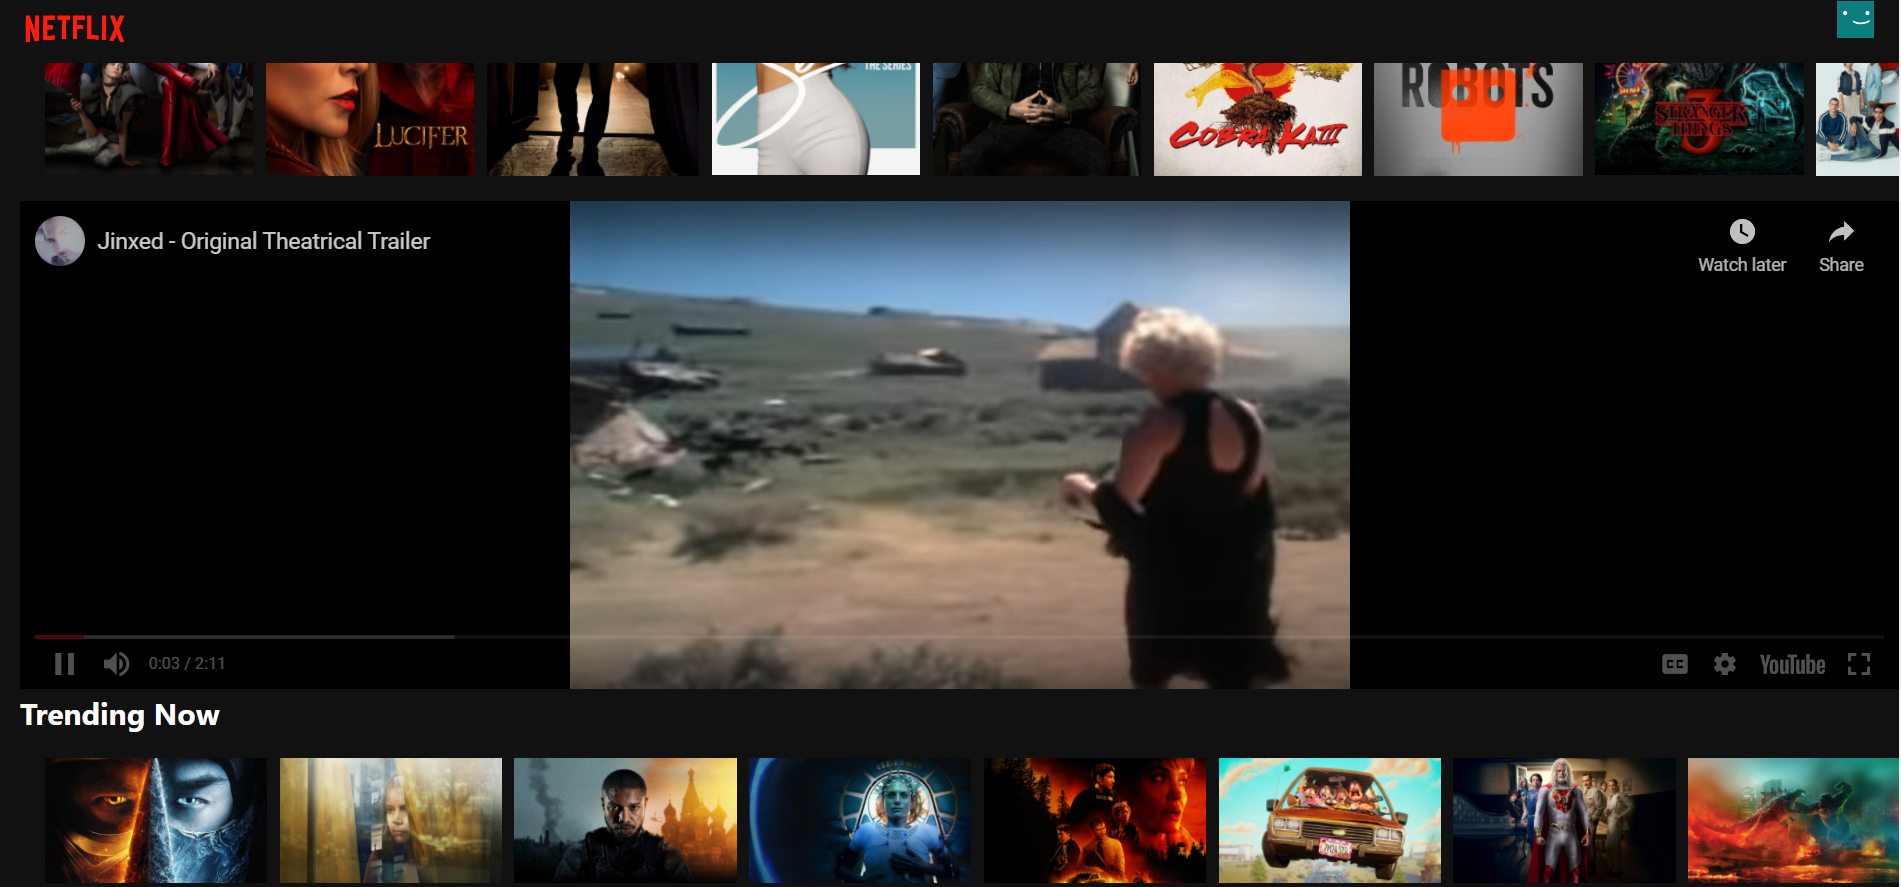 NETFLIX
THE SERIES
LUCIFER
COBRA KAI III
ROBOTS
STRANGER
THINGS
3
Jinxed - Original Theatrical Trailer
Watch later
Share
0:03 / 2:11
CC
YouTube
Trending Now